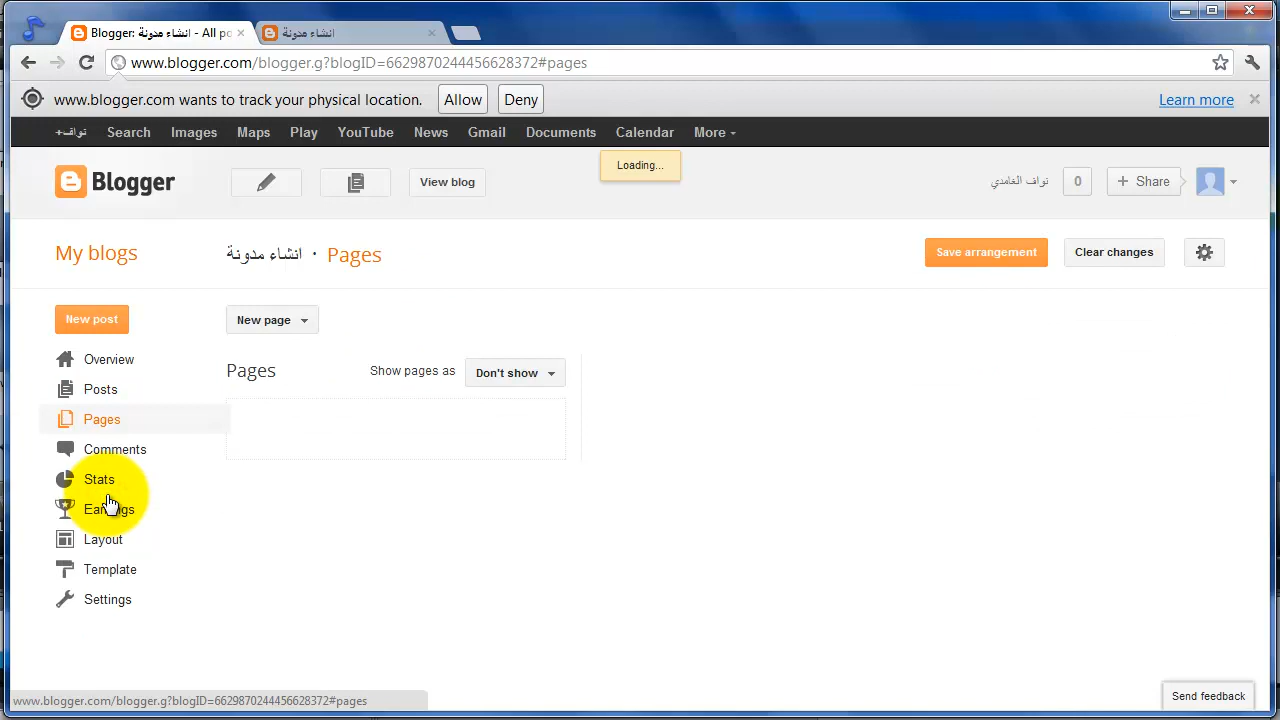 Blogger: انشاء مدونة - All po
انشاء مدونة
www.blogger.com/blogger.g?blogID=6629870244456628372#pages
www.blogger.com wants to track your physical location. Allow Deny Learn more
+نواف Search Images Maps Play YouTube News Gmail Documents Calendar More
Loading...
Blogger View blog نواف الغامدي 0 + Share
My blogs انشاء مدونة · Pages Save arrangement Clear changes
New post New page
Overview
Pages Show pages as Don't show
Posts
Pages
Comments
Stats
Earnings
Layout
Template
Settings
www.blogger.com/blogger.g?blogID=6629870244456628372#pages
Send feedback